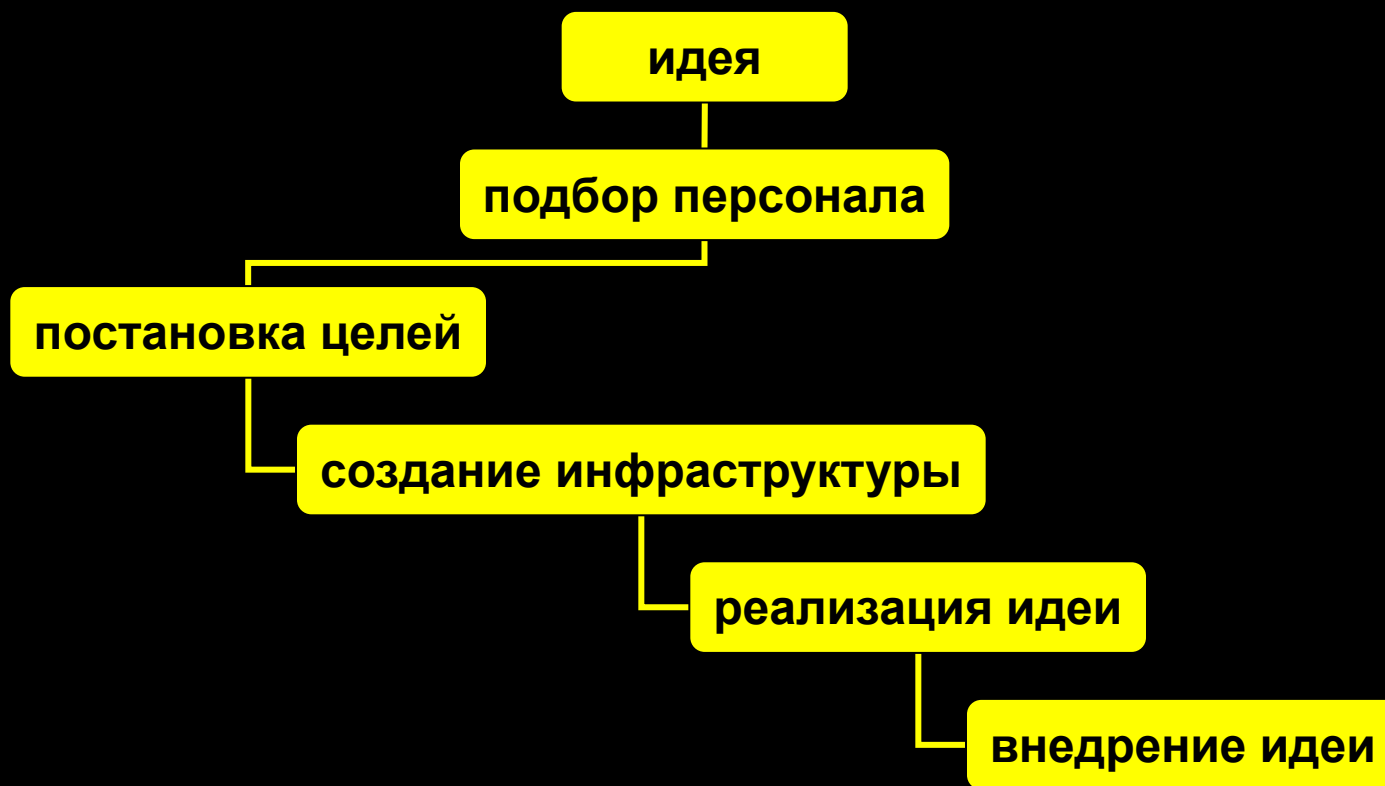 идея
подбор персонала
постановка целей
создание инфраструктуры
реализация идеи
внедрение идеи